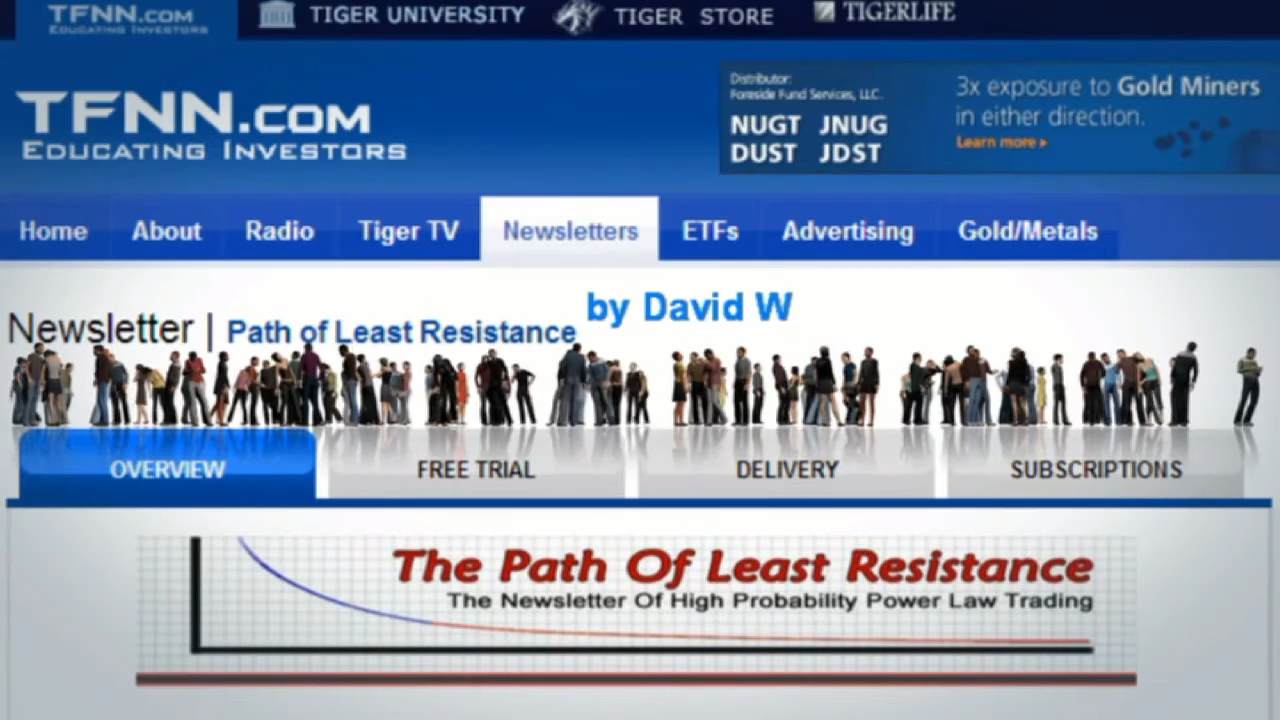 TFNN.COM
EDUCATING INVESTORS
TIGER UNIVERSITY
TIGER STORE
TIGERLIFE
TFNN.COM
EDUCATING INVESTORS
Distributor:
Foreside Fund Services, LLC.
NUGT JNUG
DUST JDST
3x exposure to Gold Miners
in either direction.
Learn more
Home About Radio Tiger TV Newsletters ETFs Advertising Gold/Metals
by David W
Newsletter | Path of Least Resistance
OVERVIEW FREE TRIAL DELIVERY SUBSCRIPTIONS
The Path Of Least Resistance
The Newsletter Of High Probability Power Law Trading